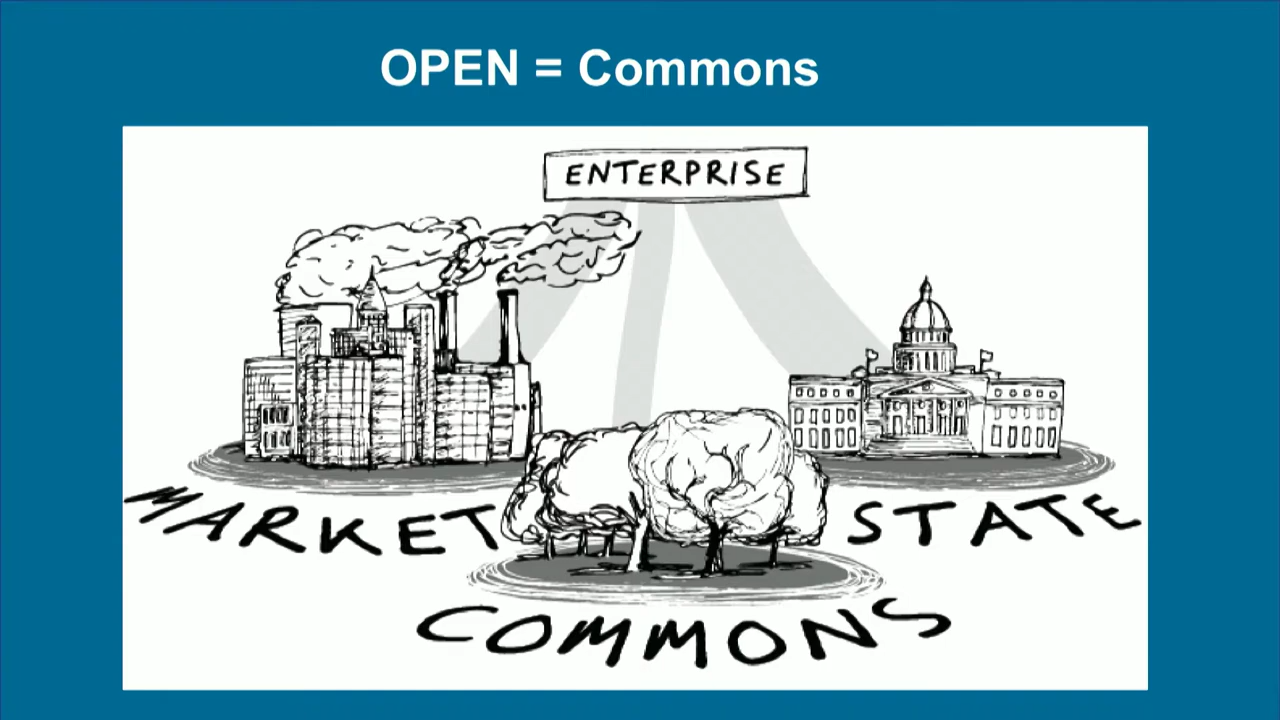 OPEN = Commons
ENTERPRISE
MARKET
STATE
COMMONS